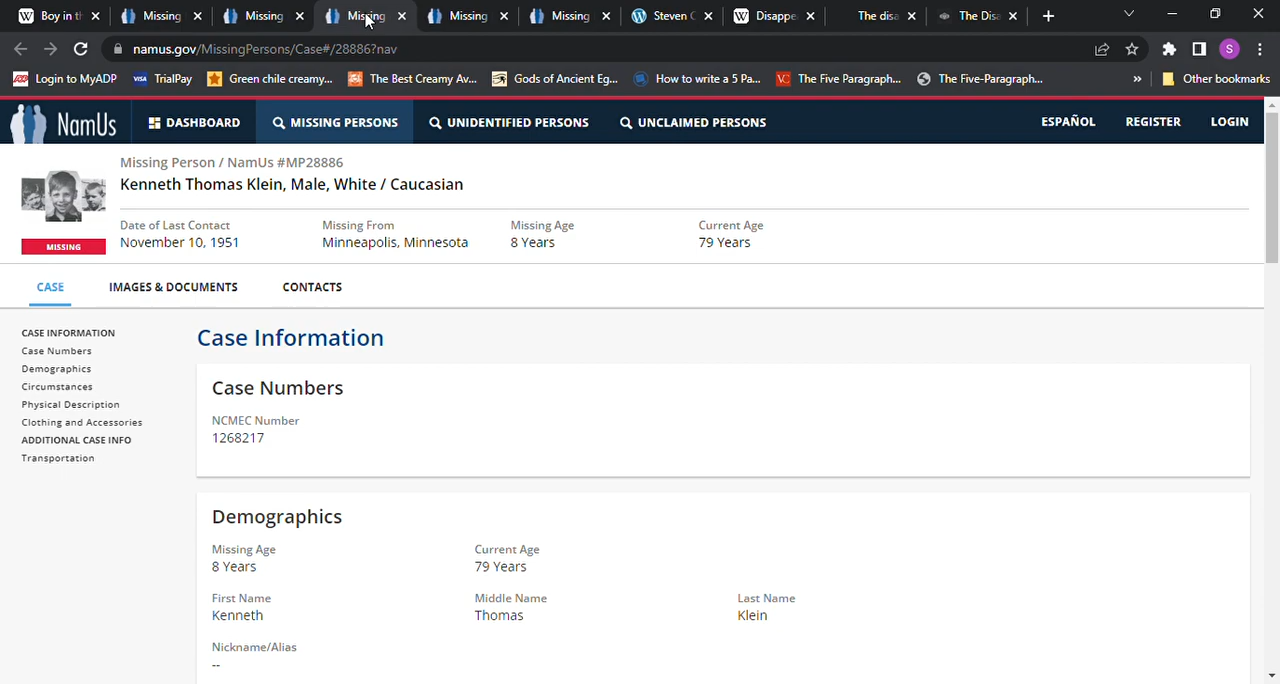 Boy in th
Missing
Missing
Missing
Missing
Missing
Steven C
Disappe
The disa
The Disa
namus.gov/MissingPersons/Case#/28886?nav
S
Login to MyADP
TrialPay
Green chile creamy...
The Best Creamy Av...
Gods of Ancient Eg...
How to write a 5 Pa...
The Five Paragraph...
The Five-Paragraph...
»
Other bookmarks
NamUs
DASHBOARD
MISSING PERSONS
UNIDENTIFIED PERSONS
UNCLAIMED PERSONS
ESPAÑOL
REGISTER
LOGIN
Missing Person / NamUs #MP28886
Kenneth Thomas Klein, Male, White / Caucasian
MISSING
Date of Last Contact
November 10, 1951
Missing From
Minneapolis, Minnesota
Missing Age
8 Years
Current Age
79 Years
CASE
IMAGES & DOCUMENTS
CONTACTS
CASE INFORMATION
Case Numbers
Demographics
Circumstances
Physical Description
Clothing and Accessories
ADDITIONAL CASE INFO
Transportation
Case Information
Case Numbers
NCMEC Number
1268217
Demographics
Missing Age
8 Years
Current Age
79 Years
First Name
Kenneth
Middle Name
Thomas
Last Name
Klein
Nickname/Alias
--